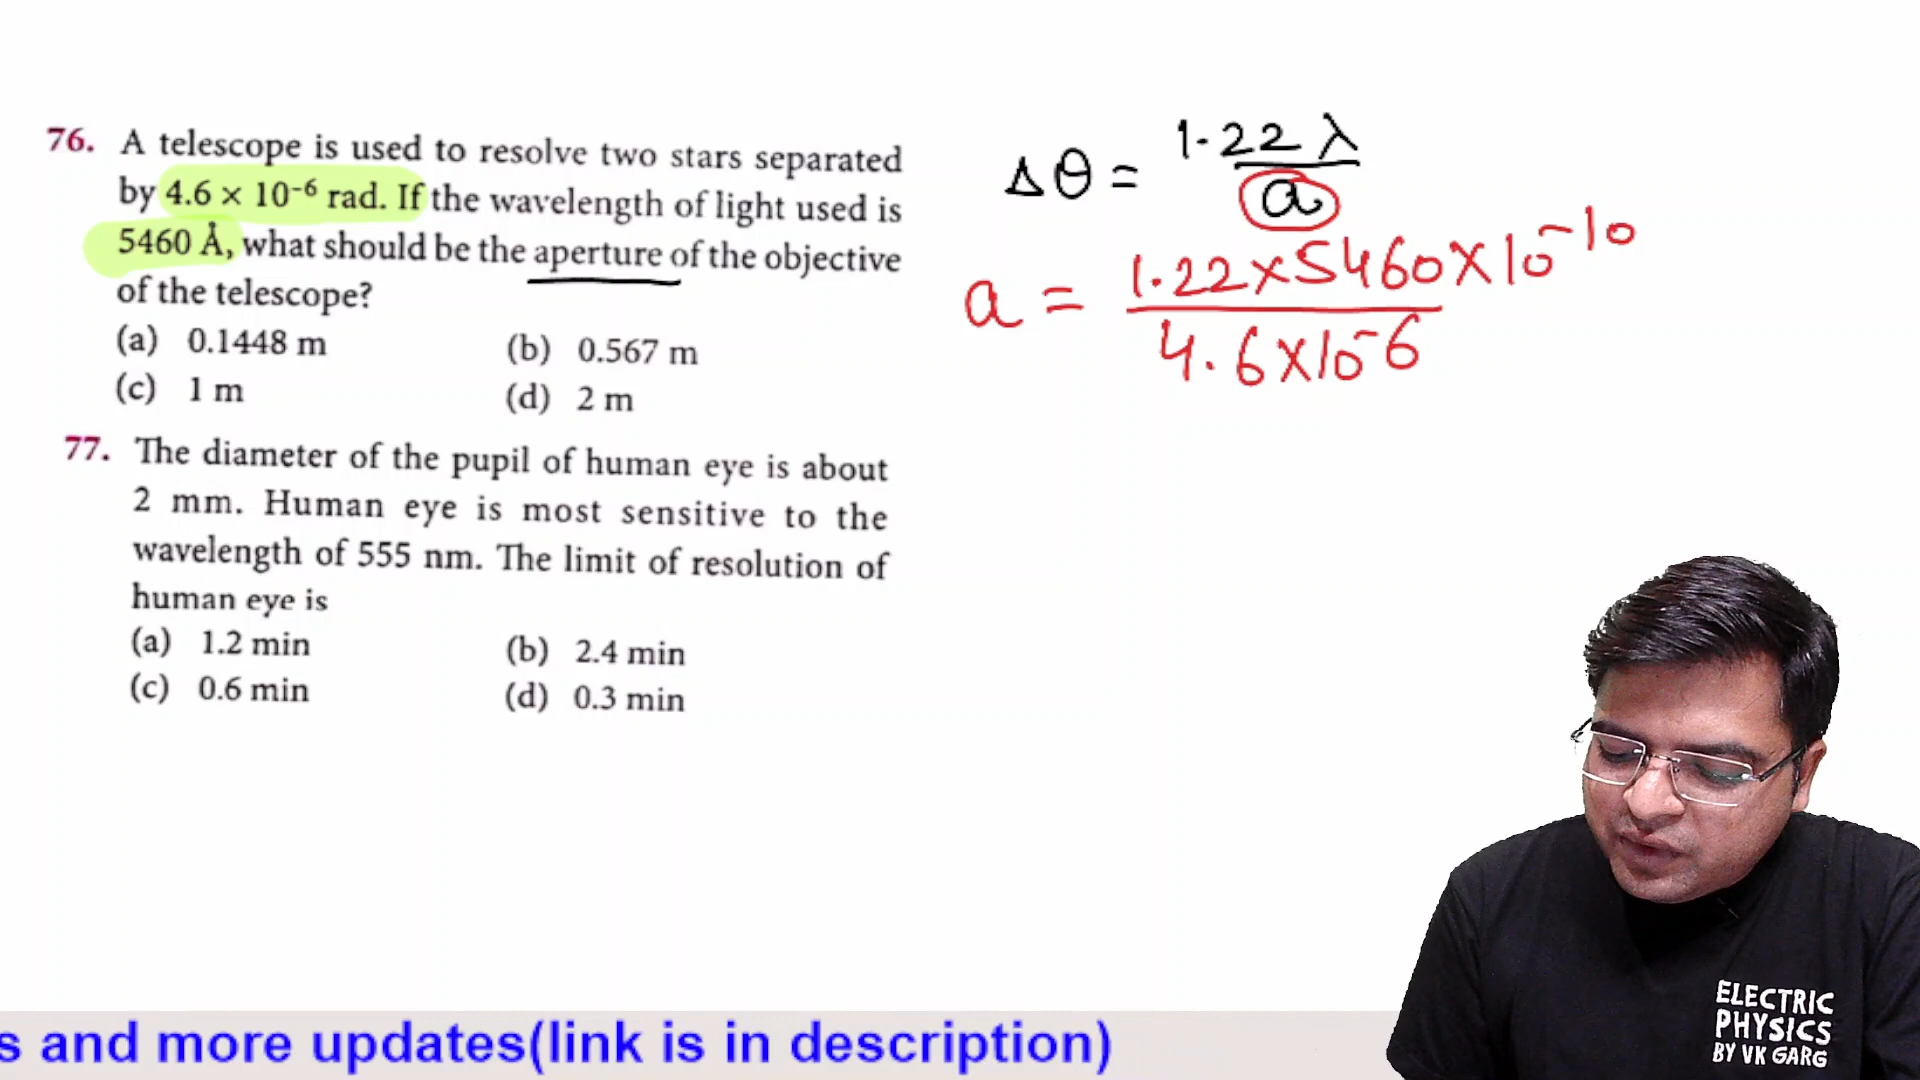 76. A telescope is used to resolve two stars separated
by 4.6 × 10⁻⁶ rad. If the wavelength of light used is
5460 Å, what should be the aperture of the objective
of the telescope?
(a) 0.1448 m (b) 0.567 m
(c) 1 m (d) 2 m
77. The diameter of the pupil of human eye is about
2 mm. Human eye is most sensitive to the
wavelength of 555 nm. The limit of resolution of
human eye is
(a) 1.2 min (b) 2.4 min
(c) 0.6 min (d) 0.3 min
Δθ = 1.22 λ / a
a = 1.22×5460×10⁻¹⁰ / 4.6×10⁻⁶
ELECTRIC
PHYSICS
BY VK GARG
s and more updates(link is in description)